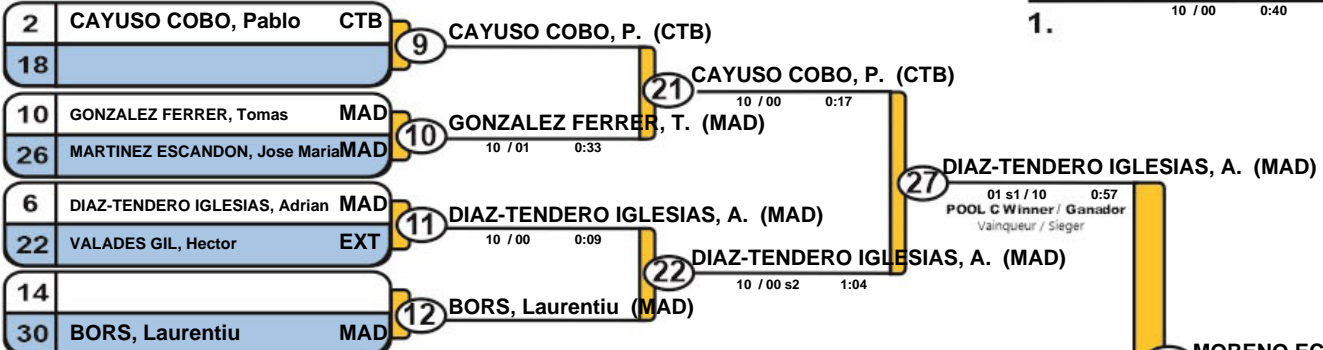 2 CAYUSO COBO, Pablo CTB
18
9 CAYUSO COBO, P. (CTB)
10 GONZALEZ FERRER, Tomas MAD
26 MARTINEZ ESCANDON, Jose Maria MAD
10 GONZALEZ FERRER, T. (MAD)
10 / 01 0:33
21 CAYUSO COBO, P. (CTB)
10 / 00 0:17
6 DIAZ-TENDERO IGLESIAS, Adrian MAD
22 VALADES GIL, Hector EXT
11 DIAZ-TENDERO IGLESIAS, A. (MAD)
10 / 00 0:09
14
30 BORS, Laurentiu MAD
12 BORS, Laurentiu (MAD)
22 DIAZ-TENDERO IGLESIAS, A. (MAD)
10 / 00 s2 1:04
27 DIAZ-TENDERO IGLESIAS, A. (MAD)
01 s1 / 10 0:57
POOL C Winner / Ganador
Vainqueur / Sieger
10 / 00 0:40
1.